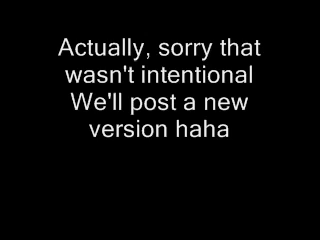 Actually, sorry that
wasn't intentional
We'll post a new
version haha